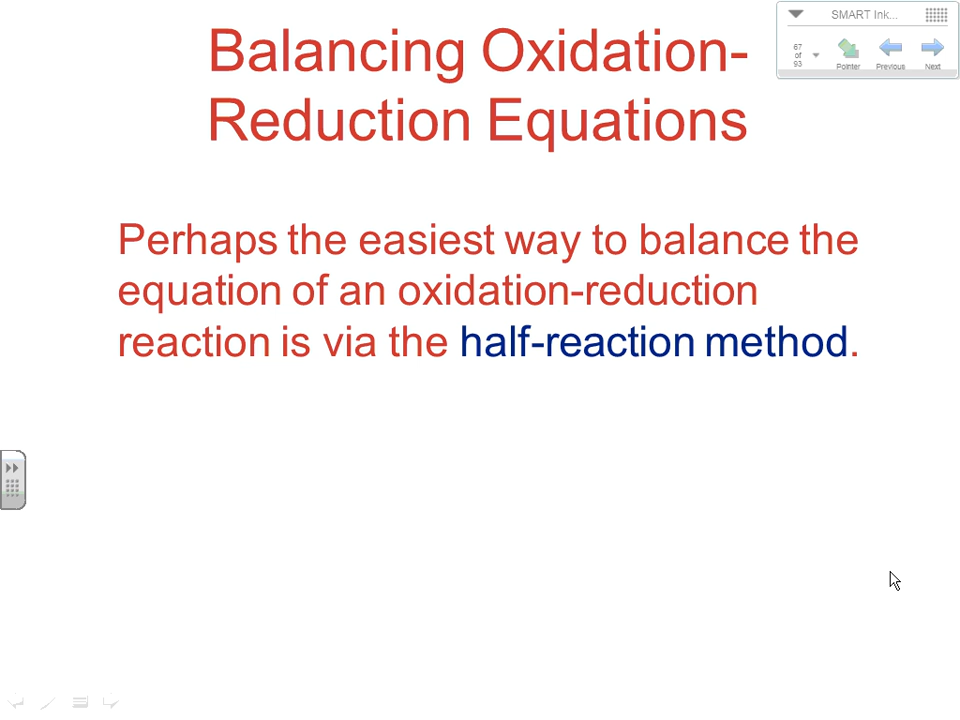 Balancing Oxidation-
Reduction Equations
SMART Ink...
67
of
93
Pointer
Previous
Next
Perhaps the easiest way to balance the
equation of an oxidation-reduction
reaction is via the half-reaction method.